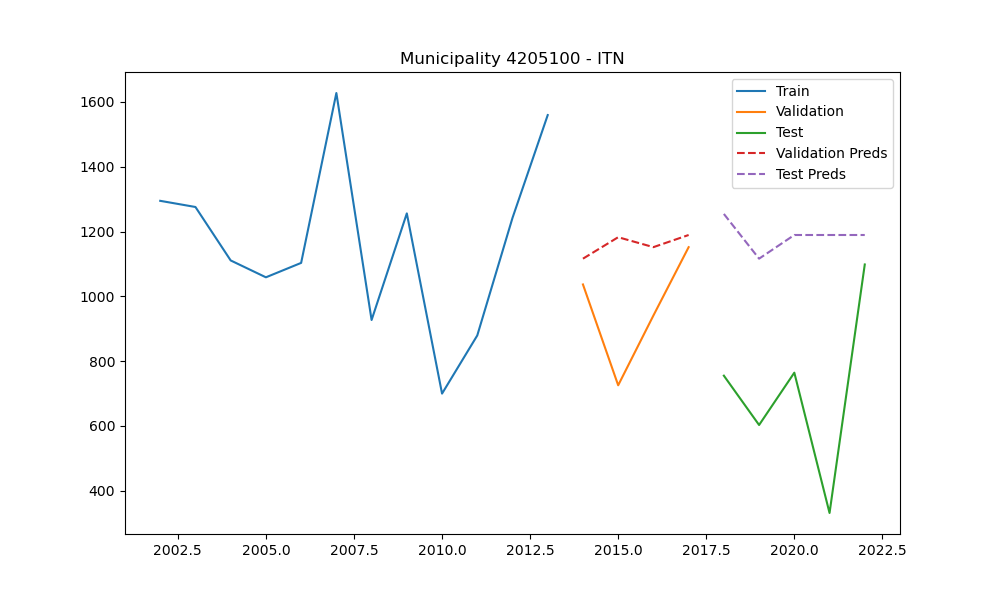 Municipality 4205100 - ITN
Train
Validation
Test
Validation Preds
Test Preds
1600
1400
1200
1000
800
600
400
2002.5 2005.0 2007.5 2010.0 2012.5 2015.0 2017.5 2020.0 2022.5